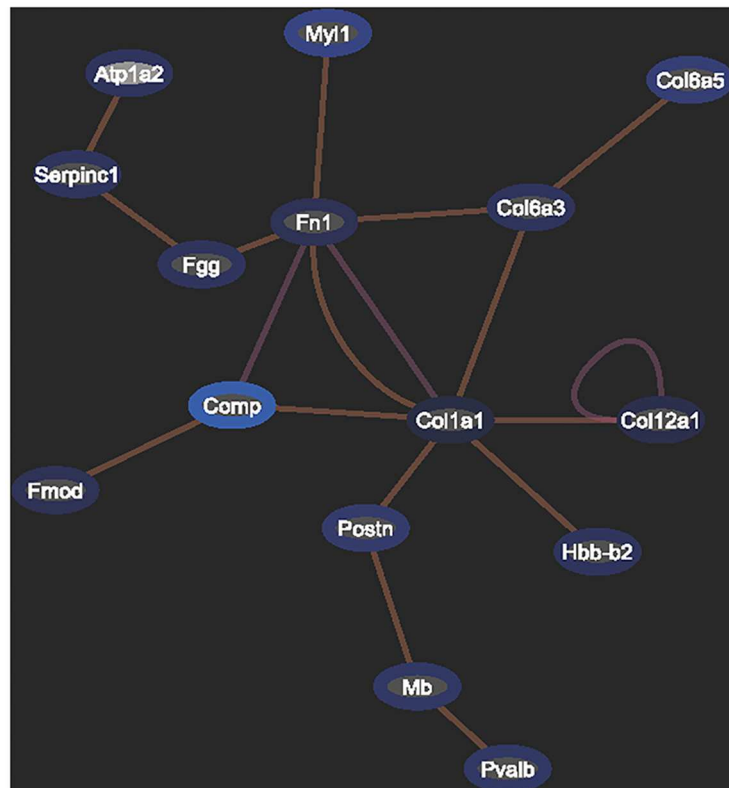 Myl1
Atp1a2
Col6a5
Serpinc1
Col6a3
Fn1
Fgg
Comp
Col1a1
Col12a1
Fmod
Postn
Hbb-b2
Mb
Pvalb